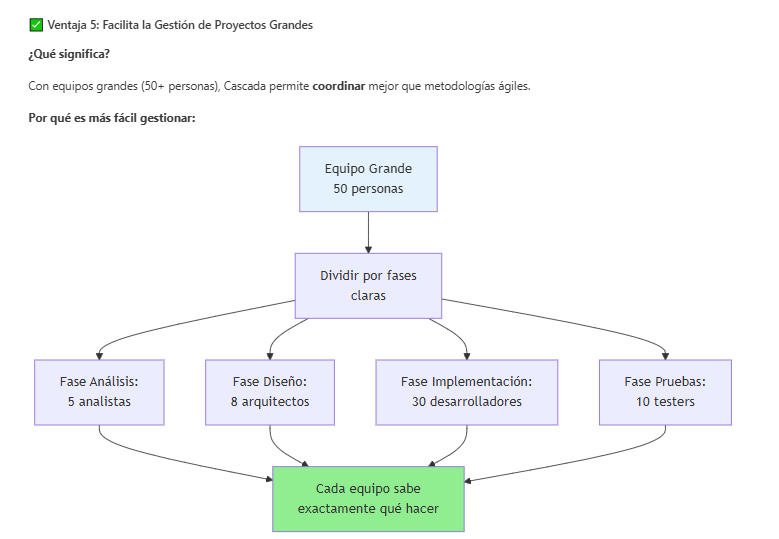 ✅ Ventaja 5: Facilita la Gestión de Proyectos Grandes
¿Qué significa?
Con equipos grandes (50+ personas), Cascada permite coordinar mejor que metodologías ágiles.
Por qué es más fácil gestionar:
Equipo Grande
50 personas
Dividir por fases
claras
Fase Análisis:
5 analistas
Fase Diseño:
8 arquitectos
Fase Implementación:
30 desarrolladores
Fase Pruebas:
10 testers
Cada equipo sabe
exactamente qué hacer